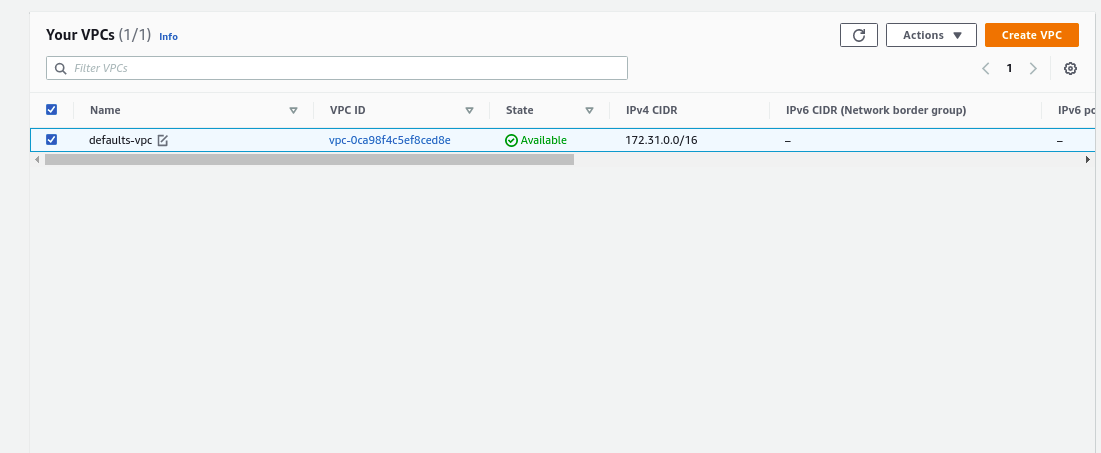 Your VPCs (1/1) Info
Actions
Create VPC
Filter VPCs
1
Name VPC ID State IPv4 CIDR IPv6 CIDR (Network border group) IPv6 po
defaults-vpc vpc-0ca98f4c5ef8ced8e Available 172.31.0.0/16 – –